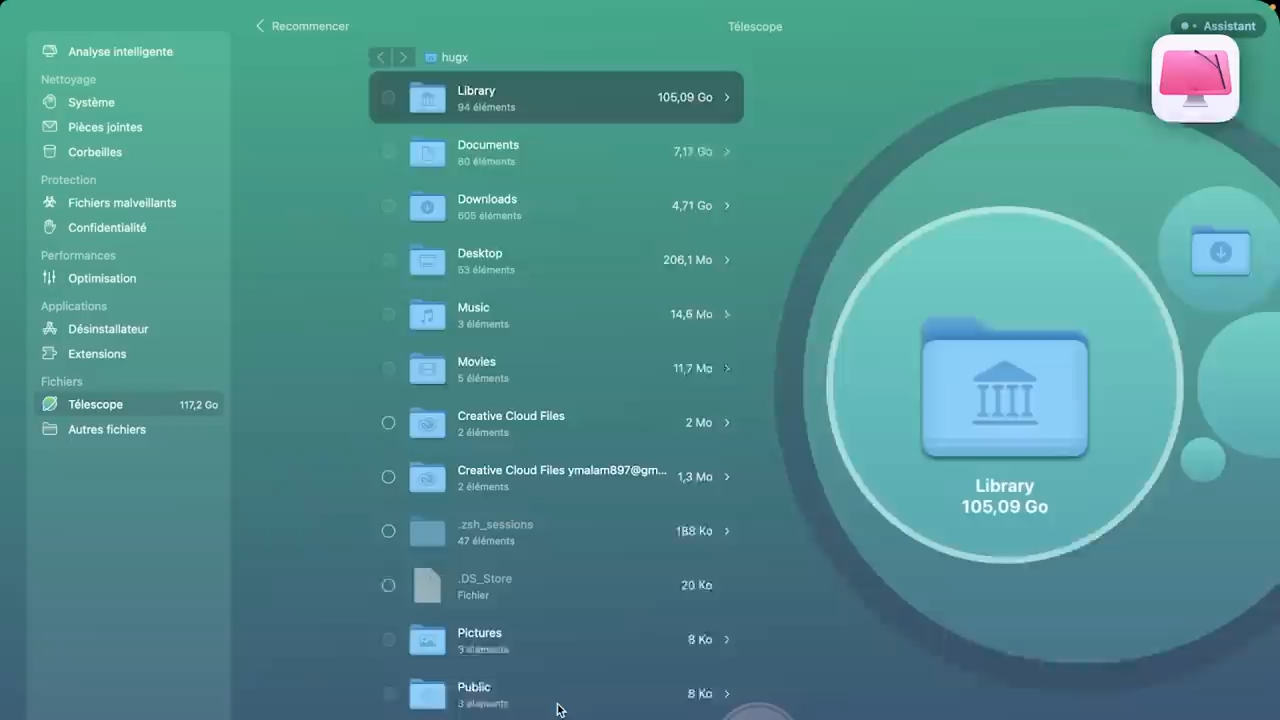 Recommencer
Télescope
Assistant
Analyse intelligente
Nettoyage
Système
Pièces jointes
Corbeilles
Protection
Fichiers malveillants
Confidentialité
Performances
Optimisation
Applications
Désinstallateur
Extensions
Fichiers
Télescope 117,2 Go
Autres fichiers
hugx
Library
94 éléments
105,09 Go
Documents
80 éléments
7,17 Go
Downloads
605 éléments
4,71 Go
Desktop
53 éléments
206,1 Mo
Music
3 éléments
14,6 Mo
Movies
5 éléments
11,7 Mo
Creative Cloud Files
2 éléments
2 Mo
Creative Cloud Files ymalam897@gm...
2 éléments
1,3 Mo
.zsh_sessions
47 éléments
188 Ko
.DS_Store
Fichier
20 Ko
Pictures
3 éléments
8 Ko
Public
3 éléments
8 Ko
Library
105,09 Go